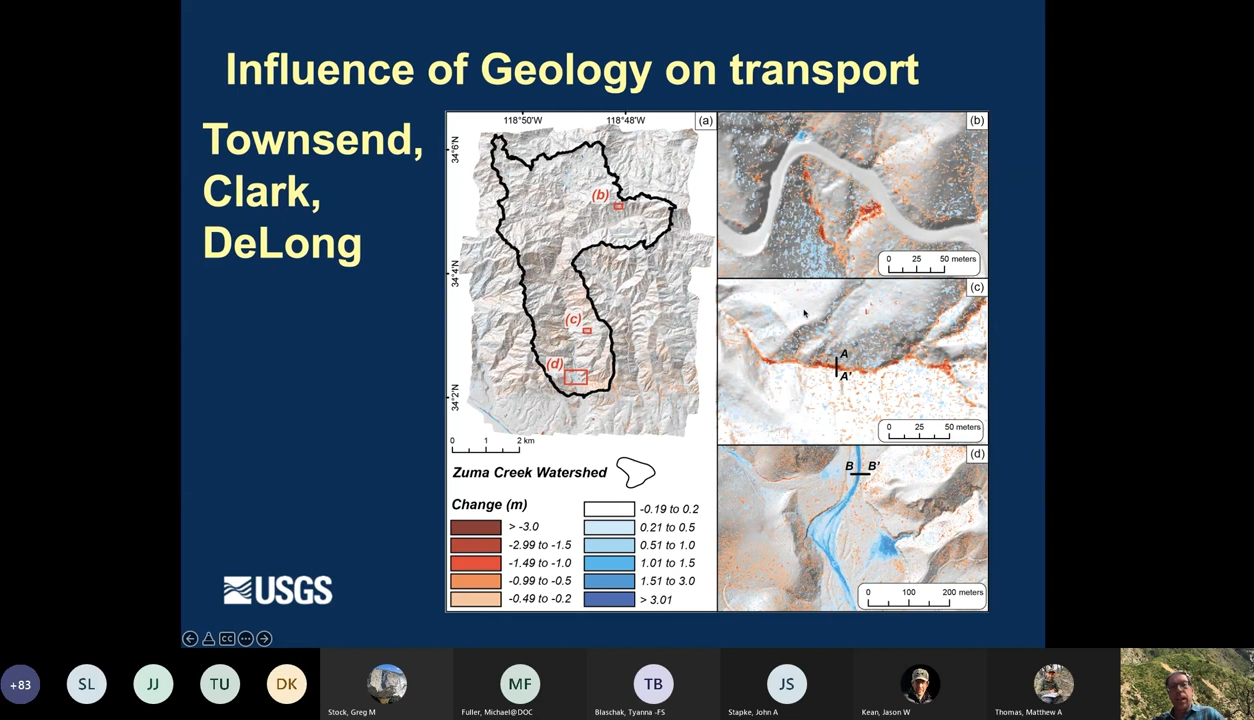 Influence of Geology on transport
Townsend,
Clark,
DeLong
118°50'W
118°48'W
(a)
34°6'N
34°4'N
34°2'N
(b)
(c)
(d)
0 1 2 km
Zuma Creek Watershed
Change (m)
> -3.0
-2.99 to -1.5
-1.49 to -1.0
-0.99 to -0.5
-0.49 to -0.2
-0.19 to 0.2
0.21 to 0.5
0.51 to 1.0
1.01 to 1.5
1.51 to 3.0
> 3.01
(b)
0 25 50 meters
(c)
A
A'
0 25 50 meters
(d)
B B'
0 100 200 meters
USGS
CC
+83
SL
JJ
TU
DK
Stock, Greg M
MF
Fuller, Michael@DOC
TB
Blaschak, Tyanna -FS
JS
Stapke, John A
Kean, Jason W
Thomas, Matthew A